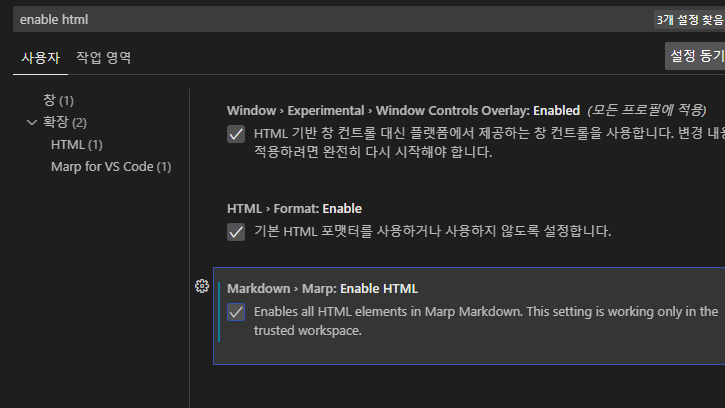 enable html
3개 설정 찾음
사용자
작업 영역
설정 동기
창 (1)
확장 (2)
HTML (1)
Marp for VS Code (1)
Window › Experimental › Window Controls Overlay: Enabled (모든 프로필에 적용)
HTML 기반 창 컨트롤 대신 플랫폼에서 제공하는 창 컨트롤을 사용합니다. 변경 내용
적용하려면 완전히 다시 시작해야 합니다.
HTML › Format: Enable
기본 HTML 포맷터를 사용하거나 사용하지 않도록 설정합니다.
Markdown › Marp: Enable HTML
Enables all HTML elements in Marp Markdown. This setting is working only in the
trusted workspace.